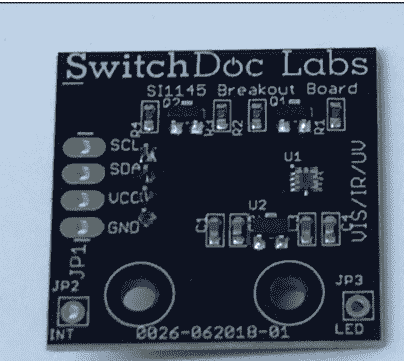 SwitchDoc Labs
SI1145 Breakout Board
Q2
Q1
R4
R2
R1
SCL
SDA
VCC
GND
U1
U2
C1
VIS/IR/UV
JP1
JP2
JP3
INT
0026-062018-01
LED